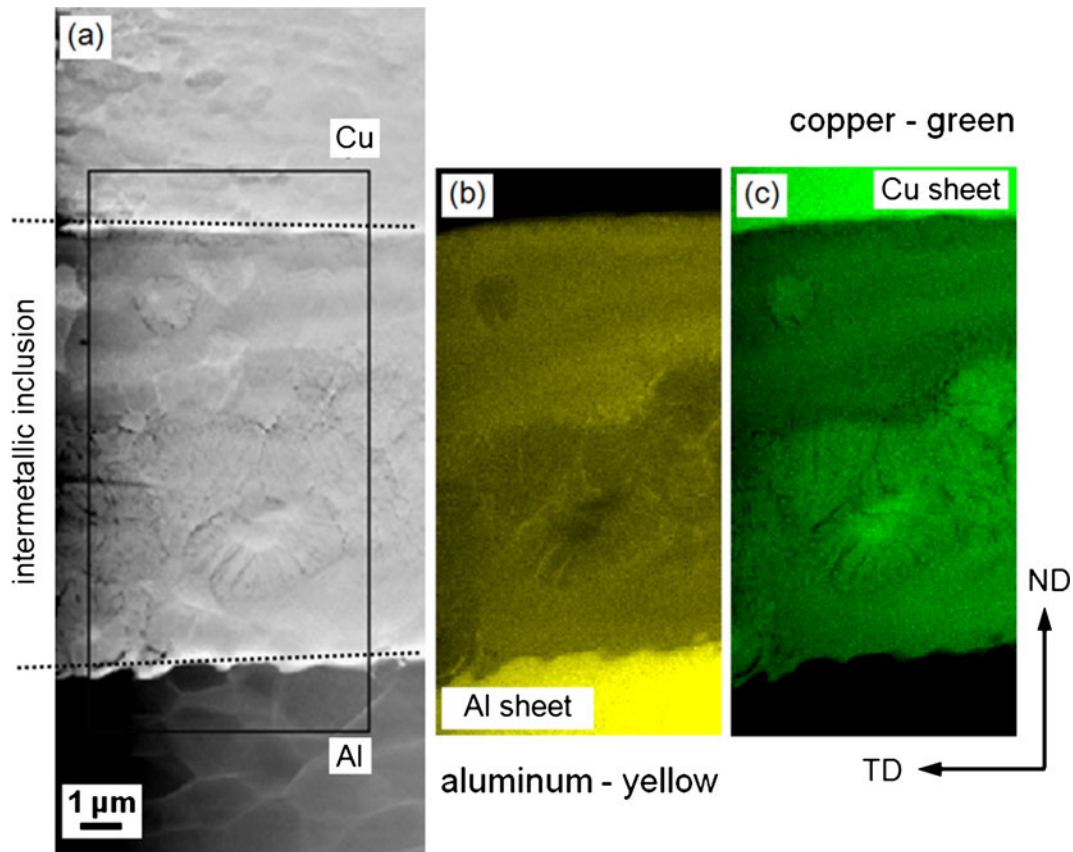 (a)
Cu
copper - green
(b)
(c)
Cu sheet
intermetallic inclusion
ND
Al sheet
Al
TD
aluminum - yellow
1 µm